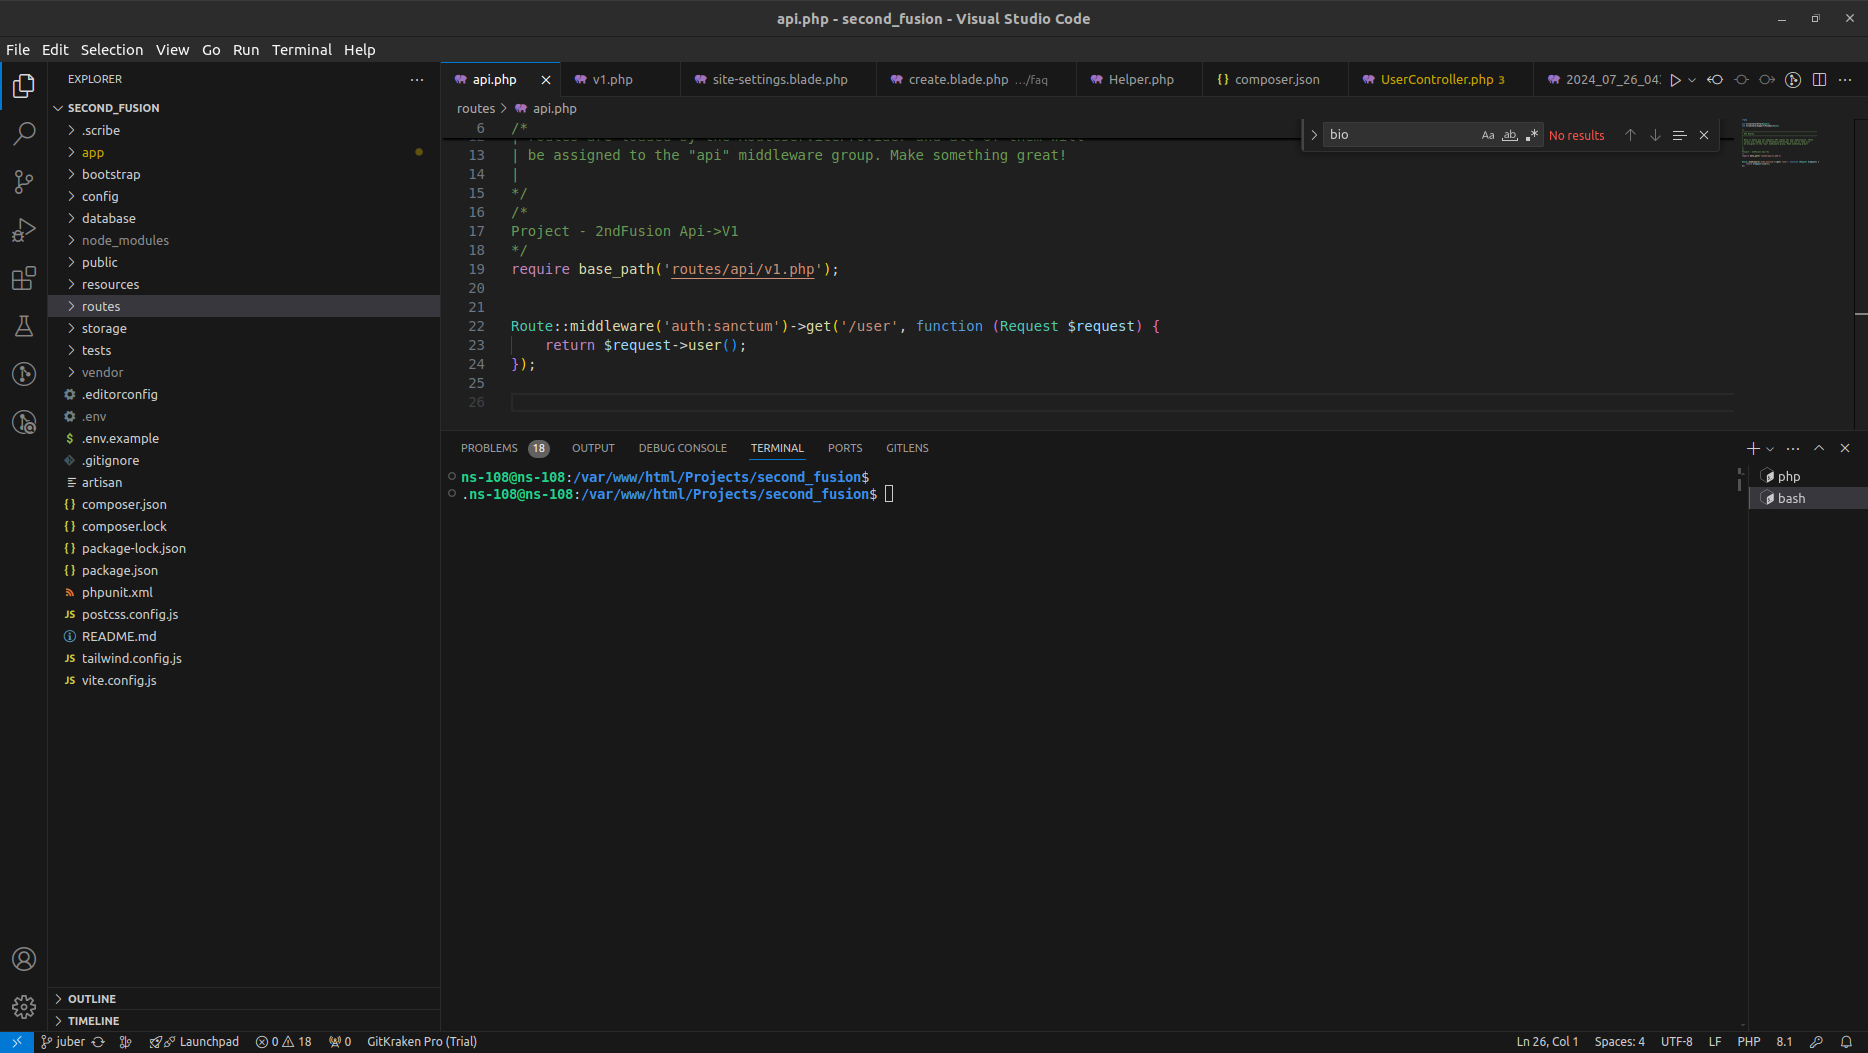 api.php - second_fusion - Visual Studio Code
File Edit Selection View Go Run Terminal Help
EXPLORER
SECOND_FUSION
.scribe
app
bootstrap
config
database
node_modules
public
resources
routes
storage
tests
vendor
.editorconfig
.env
.env.example
.gitignore
artisan
composer.json
composer.lock
package-lock.json
package.json
phpunit.xml
postcss.config.js
README.md
tailwind.config.js
vite.config.js
OUTLINE
TIMELINE
api.php v1.php site-settings.blade.php create.blade.php .../faq Helper.php composer.json UserController.php 3 2024_07_26_04
routes > api.php
bio Aa ab .* No results
6 /*
13 | be assigned to the "api" middleware group. Make something great!
14 |
15 */
16 /*
17 Project - 2ndFusion Api->V1
18 */
19 require base_path('routes/api/v1.php');
20
21
22 Route::middleware('auth:sanctum')->get('/user', function (Request $request) {
23 return $request->user();
24 });
25
26
PROBLEMS 18 OUTPUT DEBUG CONSOLE TERMINAL PORTS GITLENS
ns-108@ns-108:/var/www/html/Projects/second_fusion$
.ns-108@ns-108:/var/www/html/Projects/second_fusion$
php
bash
juber Launchpad 0 18 0 GitKraken Pro (Trial) Ln 26, Col 1 Spaces: 4 UTF-8 LF PHP 8.1